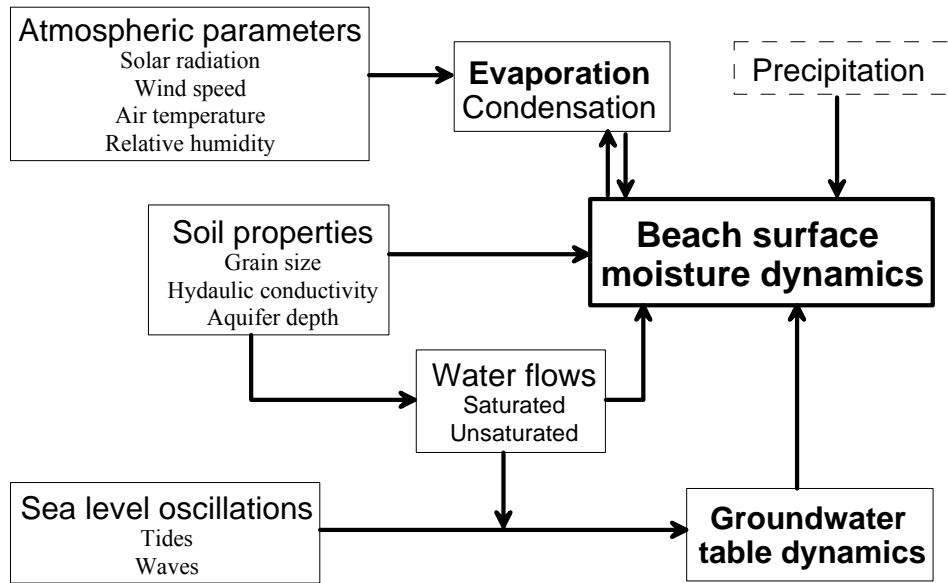 Atmospheric parameters
Solar radiation
Wind speed
Air temperature
Relative humidity
Evaporation
Condensation
Precipitation
Soil properties
Grain size
Hydaulic conductivity
Aquifer depth
Beach surface
moisture dynamics
Water flows
Saturated
Unsaturated
Sea level oscillations
Tides
Waves
Groundwater
table dynamics